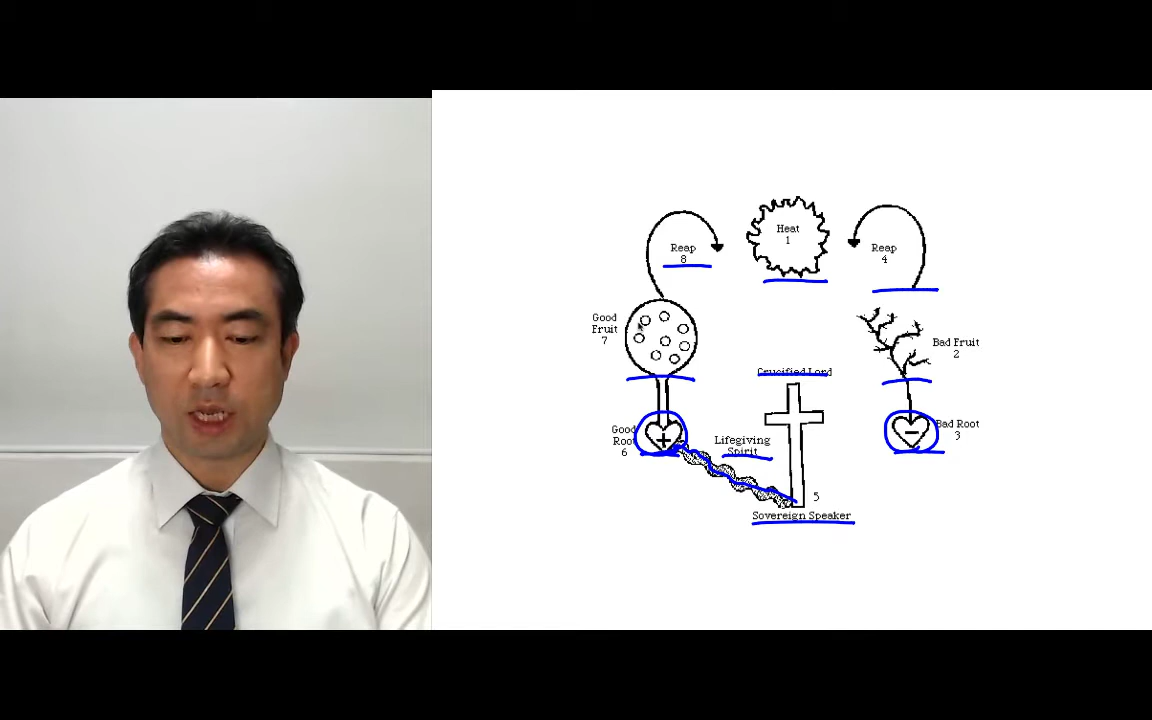 Heat
1
Reap
8
Reap
4
Good
Fruit
7
Bad Fruit
2
Crucified Lord
Good
Root
6
+
Lifegiving
Spirit
-
Bad Root
3
5
Sovereign Speaker